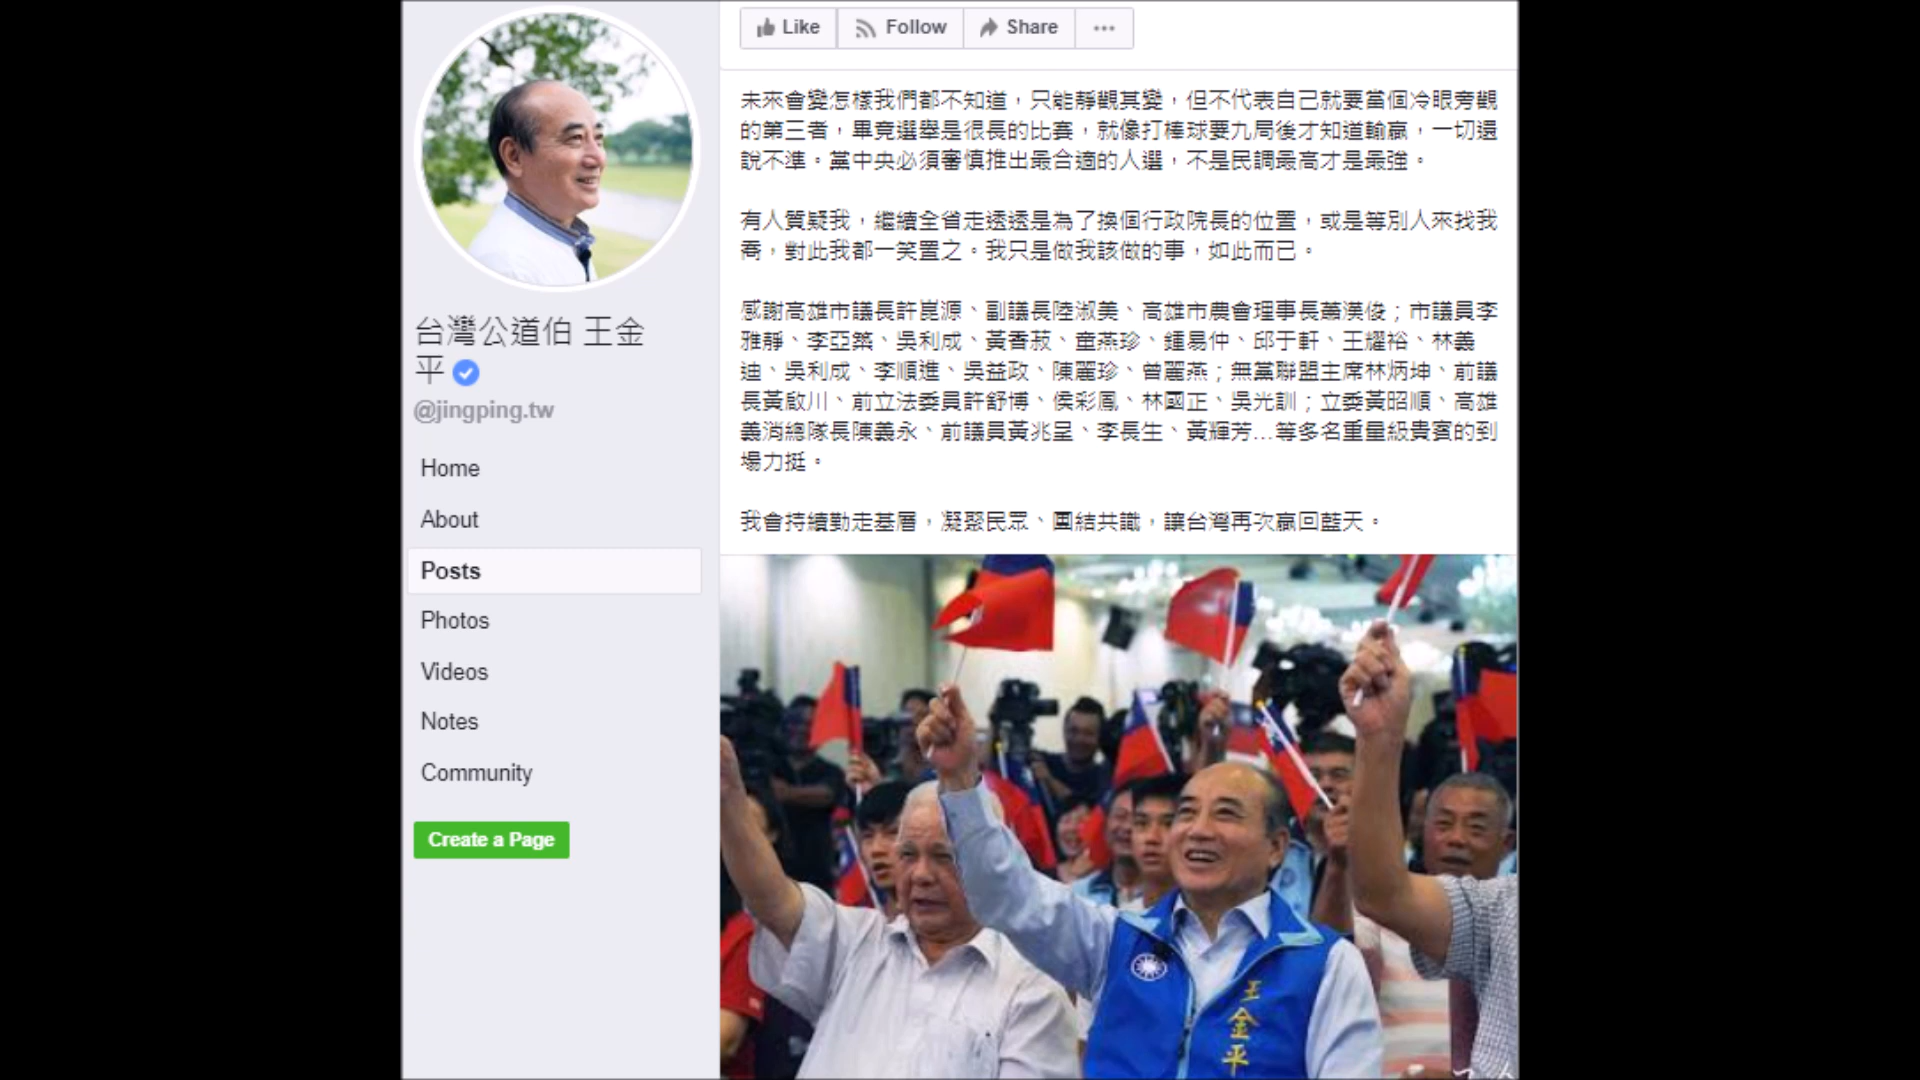 Like Follow Share ...
未來會變怎樣我們都不知道，只能靜觀其變，但不代表自己就要當個冷眼旁觀
的第三者，畢竟選舉是很長的比賽，就像打棒球要九局後才知道輸贏，一切還
說不準。黨中央必須審慎推出最合適的人選，不是民調最高才是最強。
有人質疑我，繼續全省走透透是為了換個行政院長的位置，或是等別人來找我
喬，對此我都一笑置之。我只是做我該做的事，如此而已。
感謝高雄市議長許崑源、副議長陸淑美、高雄市農會理事長蕭漢俊；市議員李
雅靜、李亞築、吳利成、黃香菽、童燕珍、鍾易仲、邱于軒、王耀裕、林義
迪、吳利成、李順進、吳益政、陳麗珍、曾麗燕；無黨聯盟主席林炳坤、前議
長黃啟川、前立法委員許舒博、侯彩鳳、林國正、吳光訓；立委黃昭順、高雄
義消總隊長陳義永、前議員黃兆呈、李長生、黃輝芳...等多名重量級貴賓的到
場力挺。
我會持續勤走基層，凝聚民眾、團結共識，讓台灣再次贏回藍天。
台灣公道伯 王金
平
@jingping.tw
Home
About
Posts
Photos
Videos
Notes
Community
Create a Page
王金平